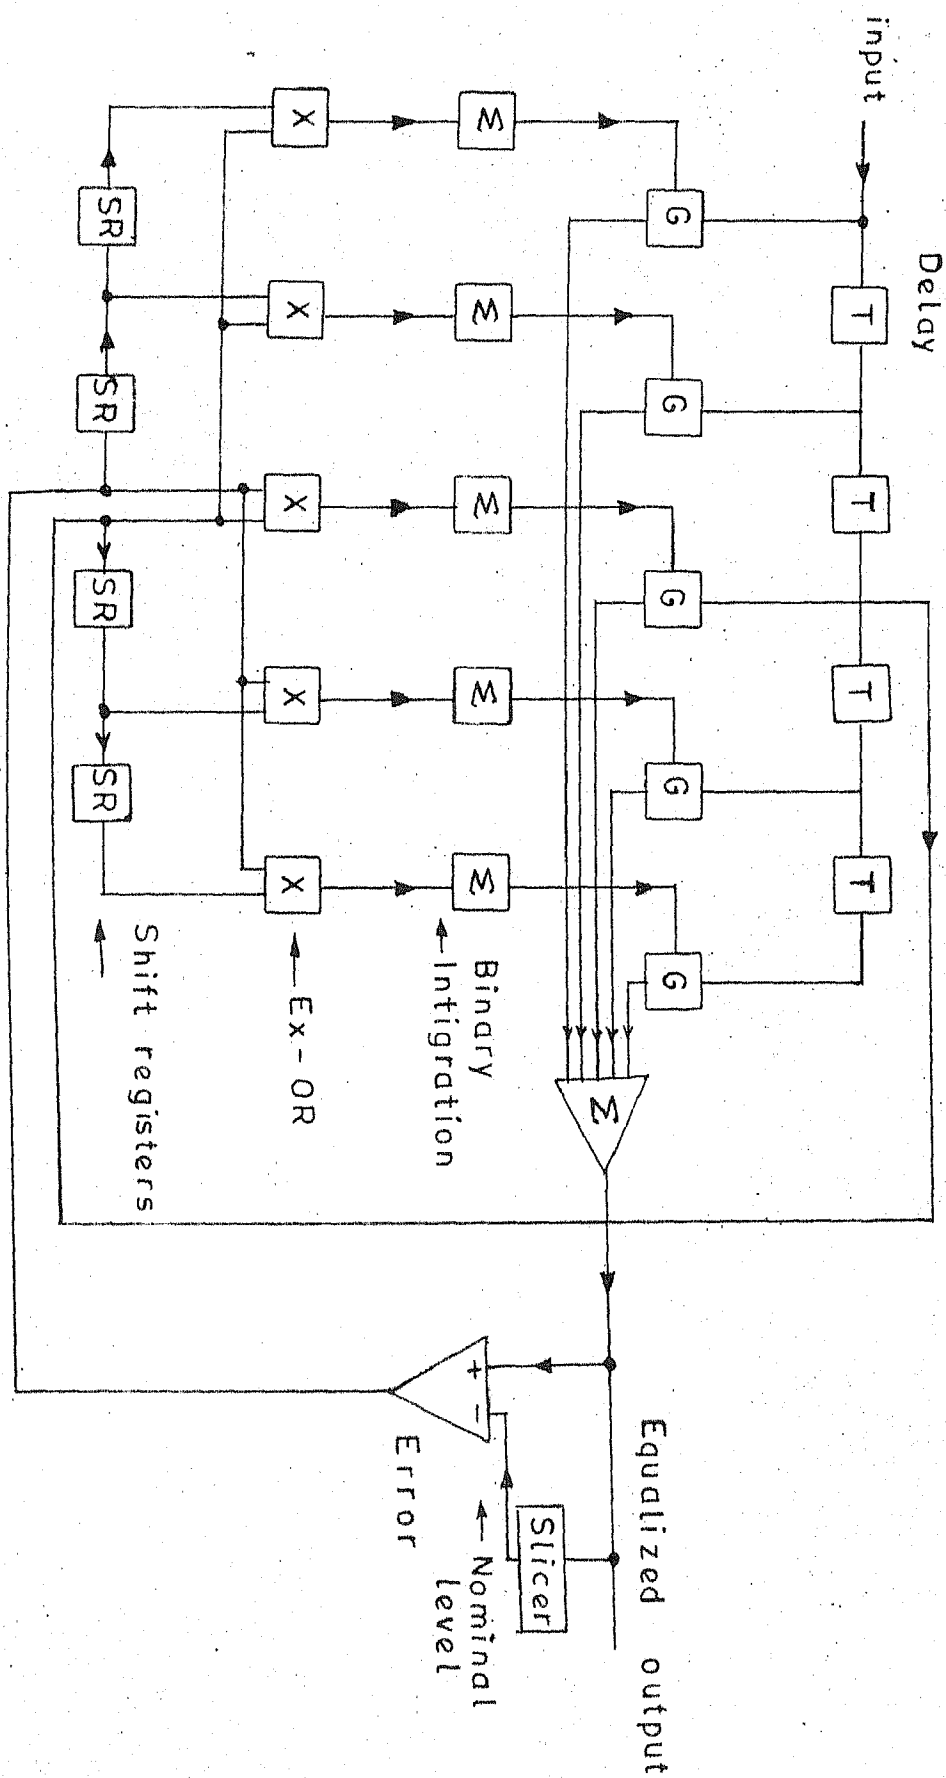 input
Delay
T
T
T
T
G
G
G
G
G
Σ
Σ
Σ
Σ
Σ
Σ
X
X
X
X
X
SR
SR
SR
SR
Binary
Intigration
Ex-OR
Shift registers
Equalized output
+
-
Error
Slicer
Nominal
level